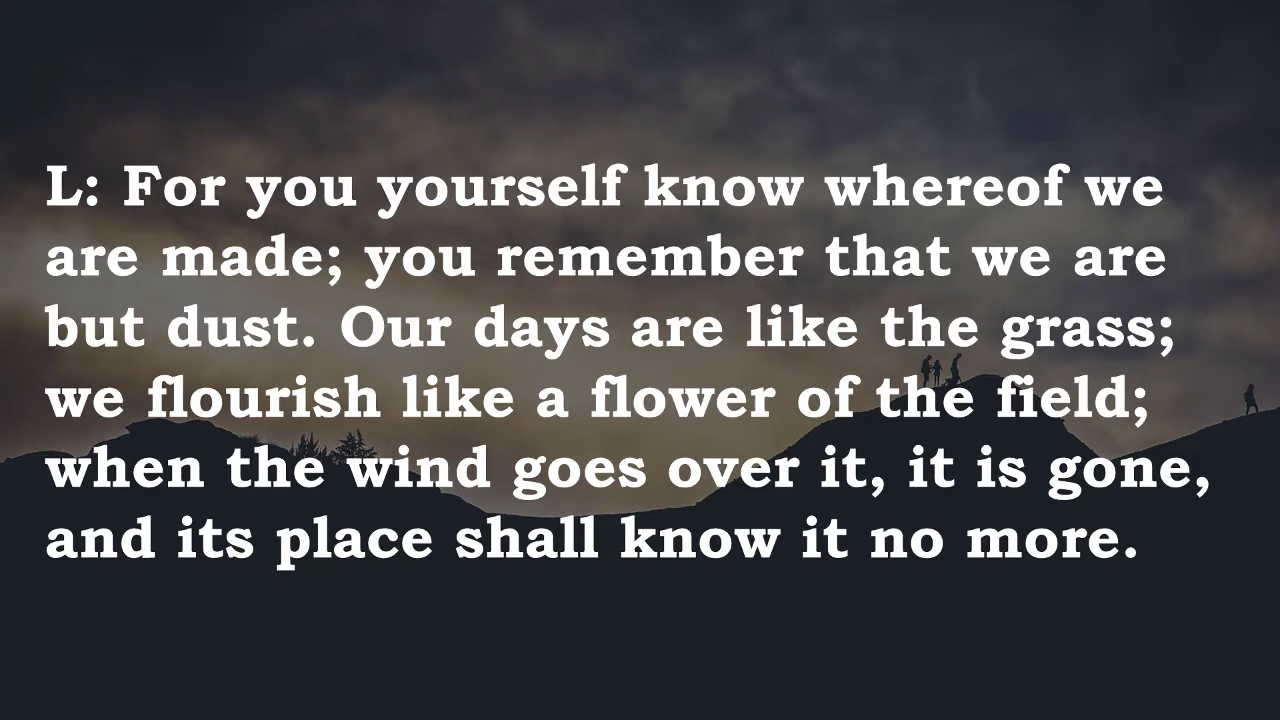 L: For you yourself know whereof we
are made; you remember that we are
but dust. Our days are like the grass;
we flourish like a flower of the field;
when the wind goes over it, it is gone,
and its place shall know it no more.